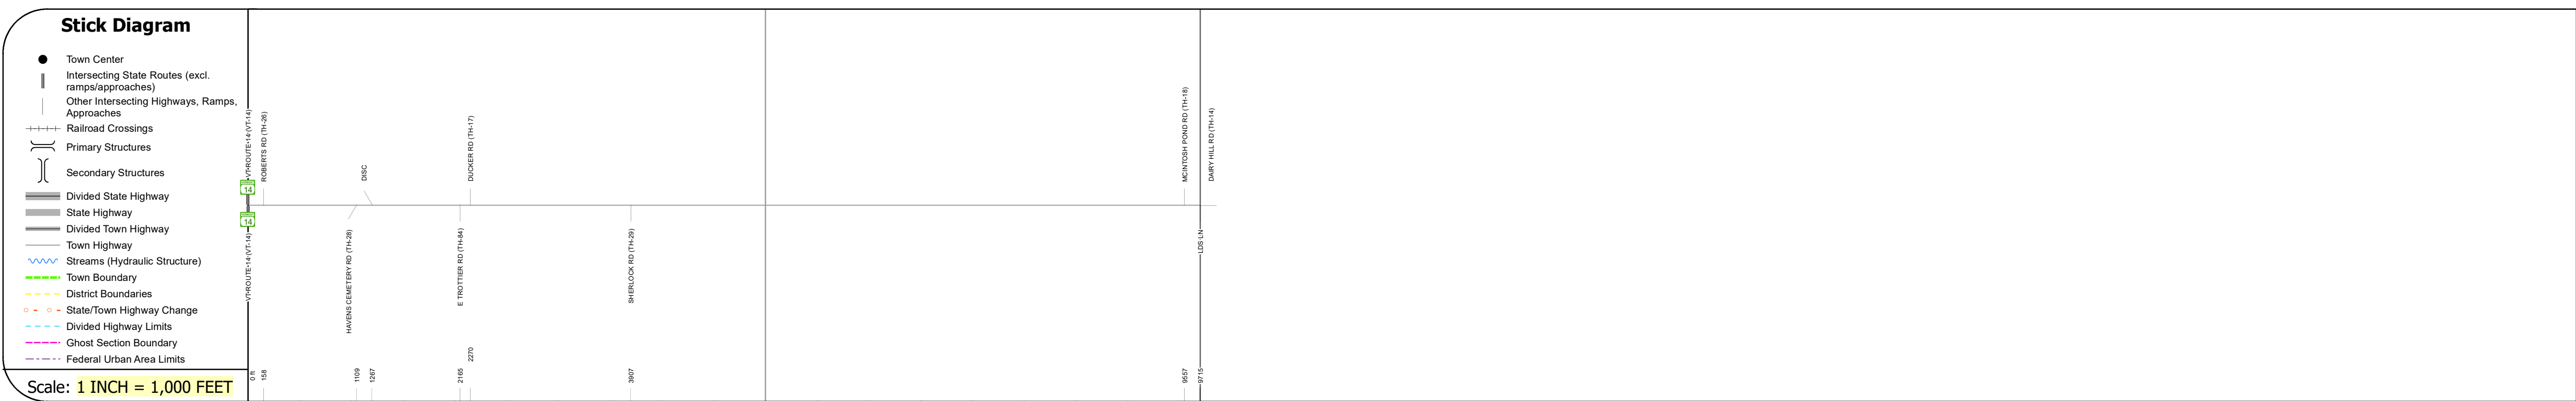 Stick Diagram
Town Center
Intersecting State Routes (excl.
ramps/approaches)
Other Intersecting Highways, Ramps,
Approaches
Railroad Crossings
Primary Structures
Secondary Structures
Divided State Highway
State Highway
Divided Town Highway
Town Highway
Streams (Hydraulic Structure)
Town Boundary
District Boundaries
State/Town Highway Change
Divided Highway Limits
Ghost Section Boundary
Federal Urban Area Limits
Scale: 1 INCH = 1,000 FEET
VT-ROUTE-14 (VT-14)
ROBERTS RD (TH-26)
DISC
DUCKER RD (TH-17)
MCINTOSH POND RD (TH-18)
DAIRY HILL RD (TH-14)
14
14
VT-ROUTE-14 (VT-14)
HAVENS CEMETERY RD (TH-28)
E TROTTIER RD (TH-84)
SHERLOCK RD (TH-29)
LDS LN
0 ft
158
1109
1267
2165
2270
3907
9557
9715